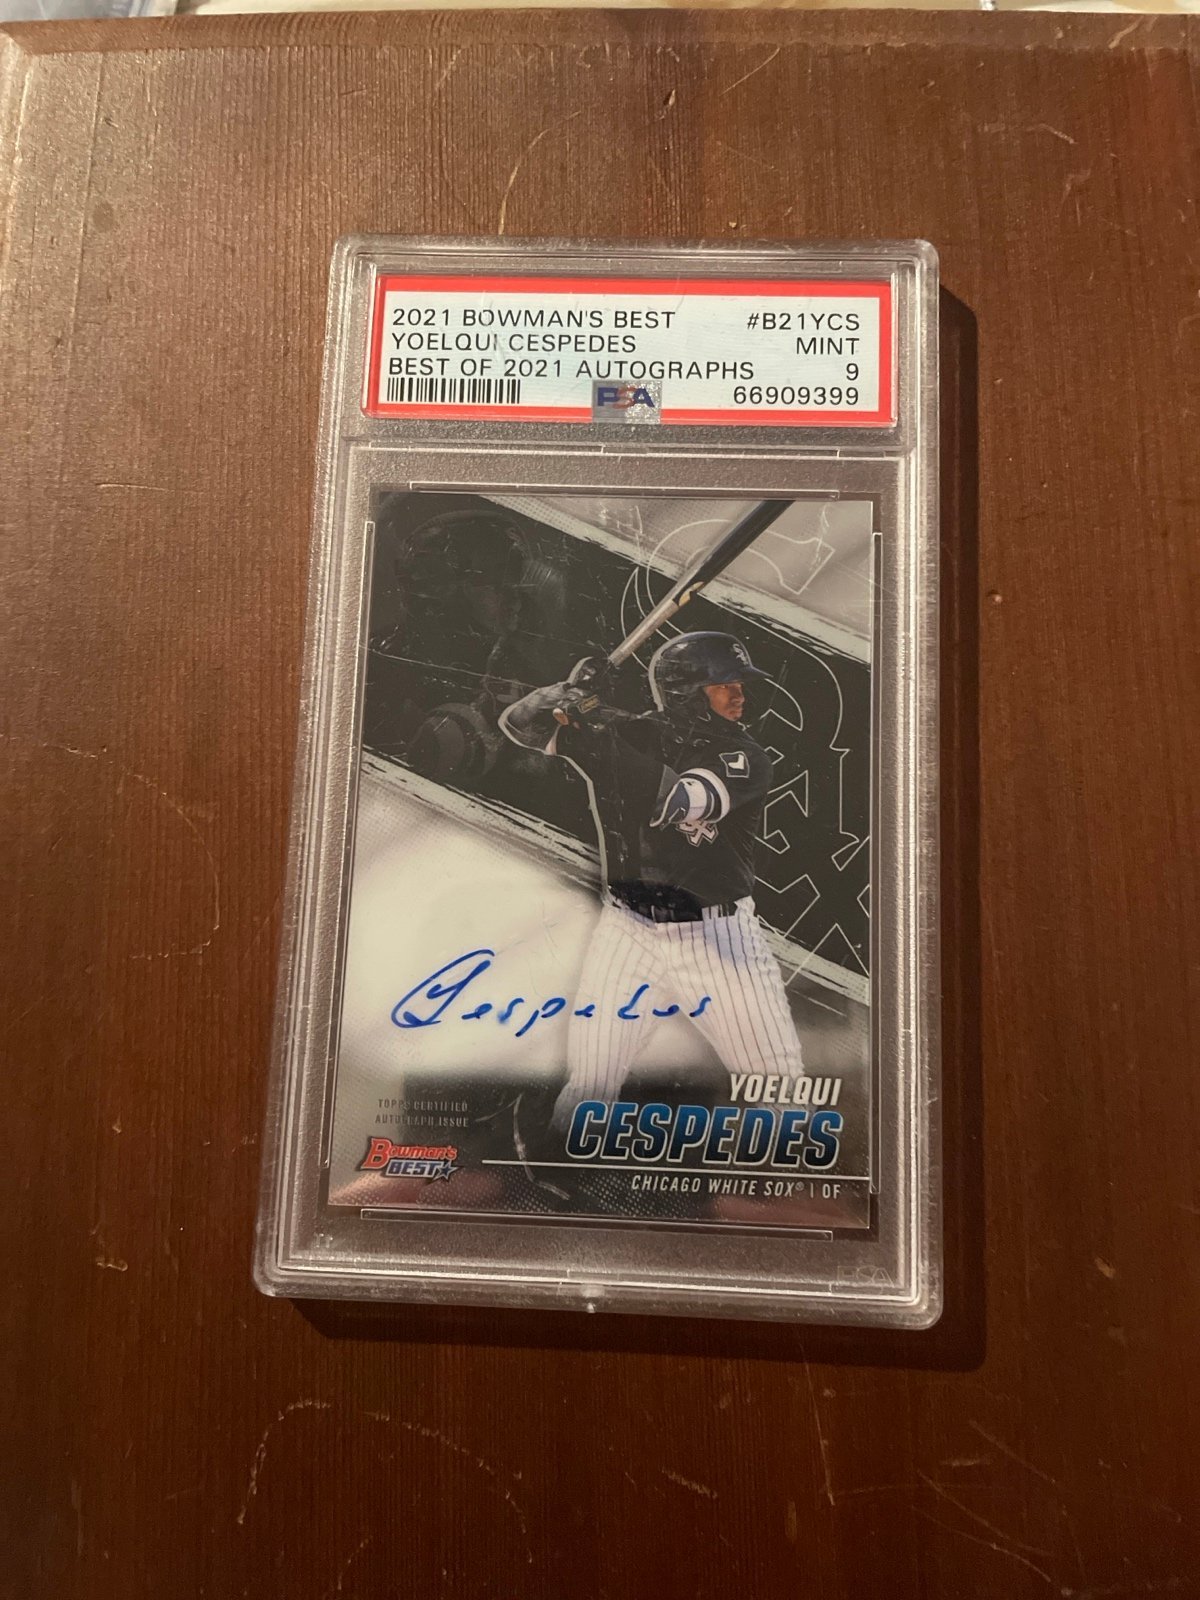 2021 BOWMAN'S BEST #B21YCS
YOELQUI CESPEDES MINT
BEST OF 2021 AUTOGRAPHS 9
PSA 66909399
Cespedes
TOPPS CERTIFIED
AUTOGRAPH ISSUE
Bowman's
BEST
YOELQUI
CESPEDES
CHICAGO WHITE SOX® | OF
PSA